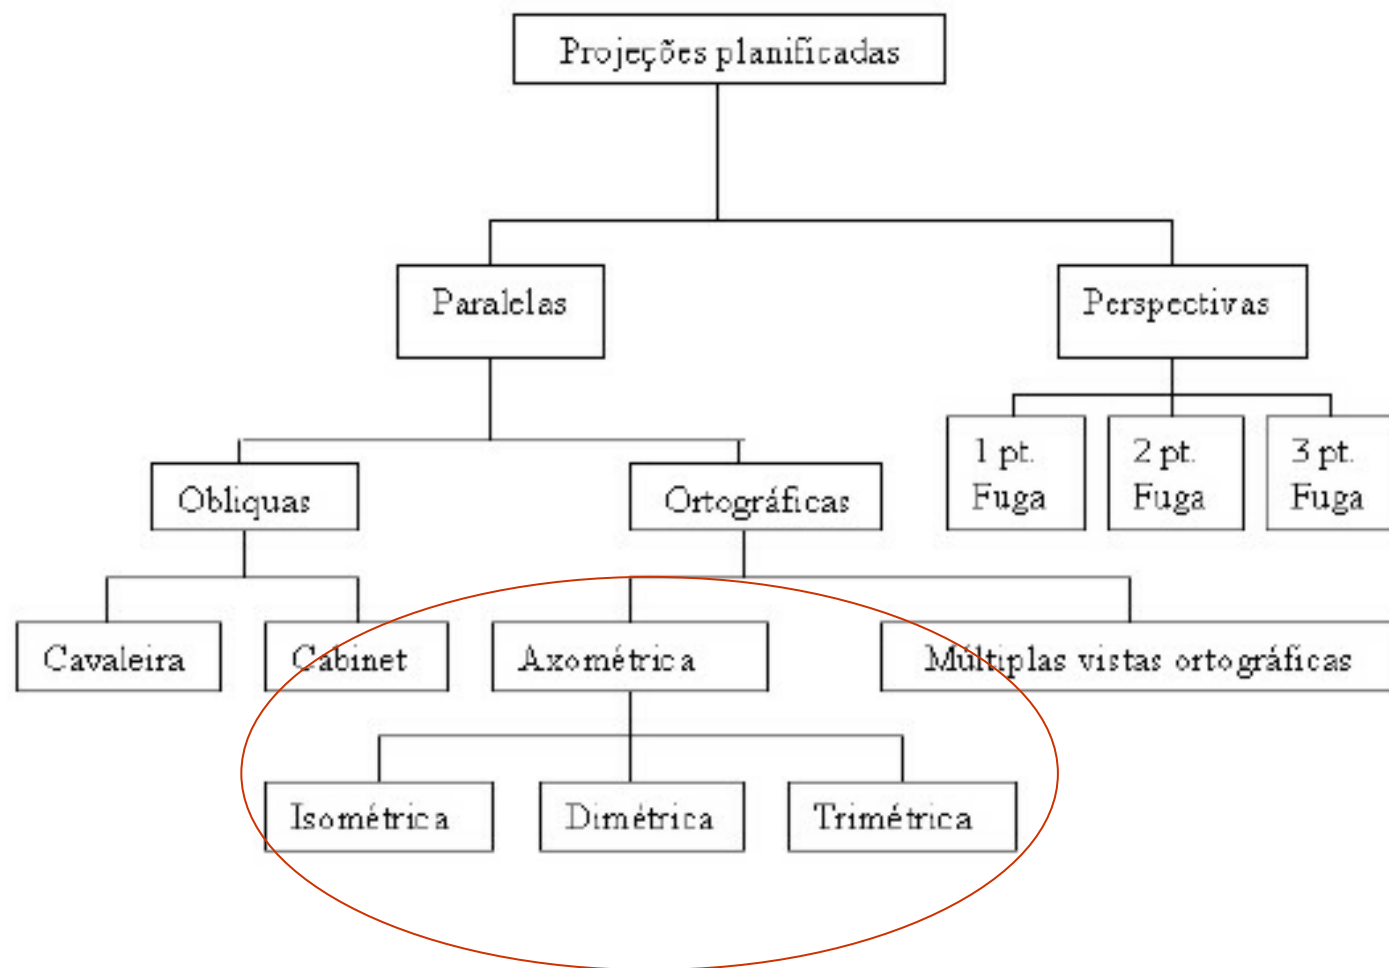 Projeções planificadas
Paralelas
Perspectivas
1 pt.
Fuga
2 pt.
Fuga
3 pt.
Fuga
Obliquas
Ortográficas
Cavaleira
Cabinet
Axométrica
Múltiplas vistas ortográficas
Isométrica
Dimétrica
Trimétrica